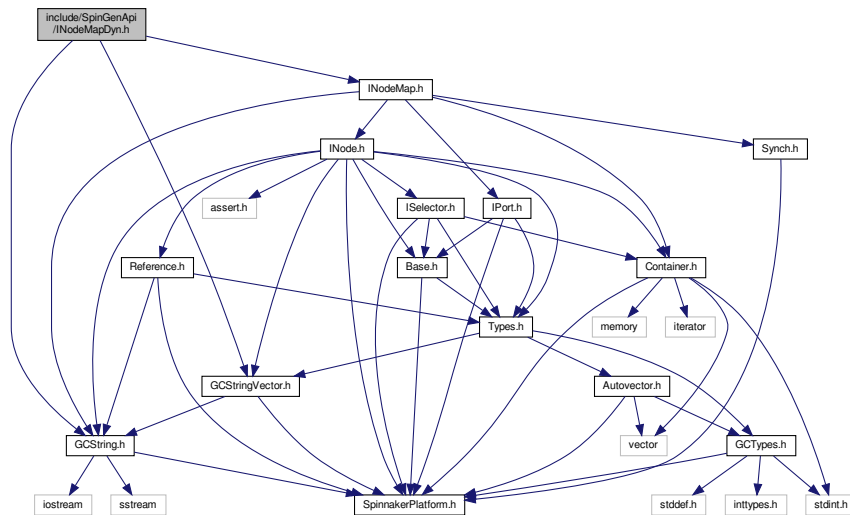 include/SpinGenApi
/INodeMapDyn.h
INodeMap.h
INode.h
Synch.h
assert.h
ISelector.h
IPort.h
Reference.h
Base.h
Container.h
Types.h
memory
iterator
GCStringVector.h
Autovector.h
GCString.h
vector
GCTypes.h
iostream
sstream
SpinnakerPlatform.h
stddef.h
inttypes.h
stdint.h